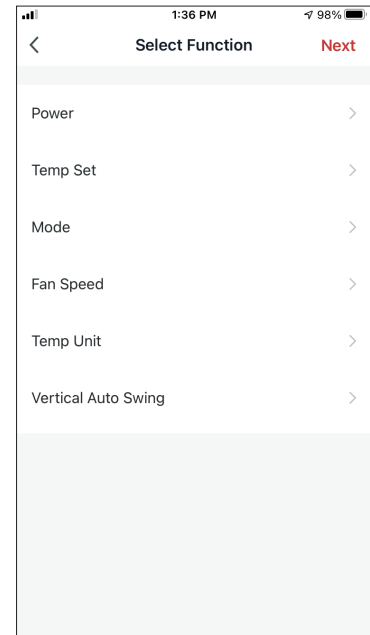 1:36 PM 98%
Select Function Next
Power
Temp Set
Mode
Fan Speed
Temp Unit
Vertical Auto Swing